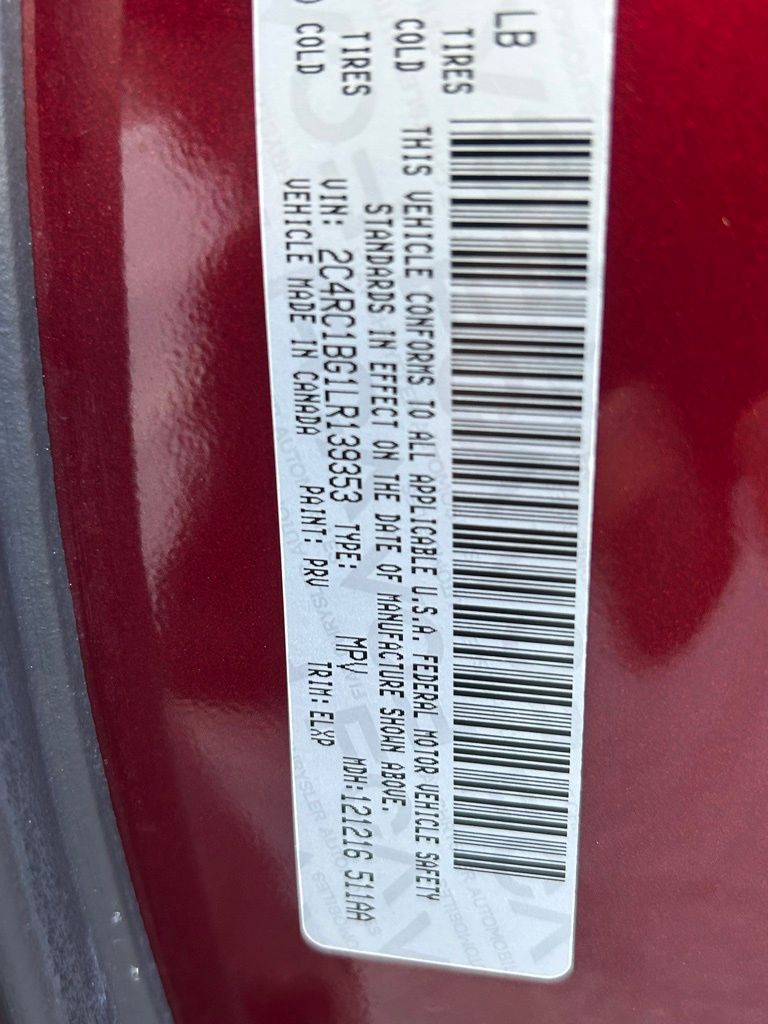 LB
TIRES
COLD
TIRES
COLD
THIS VEHICLE CONFORMS TO ALL APPLICABLE U.S.A. FEDERAL MOTOR VEHICLE SAFETY
STANDARDS IN EFFECT ON THE DATE OF MANUFACTURE SHOWN ABOVE.
VIN: 2C4RC1BG1LR139353 TYPE: MPV MDH:121216 511AA
VEHICLE MADE IN CANADA PAINT: PRV TRIM: ELXP